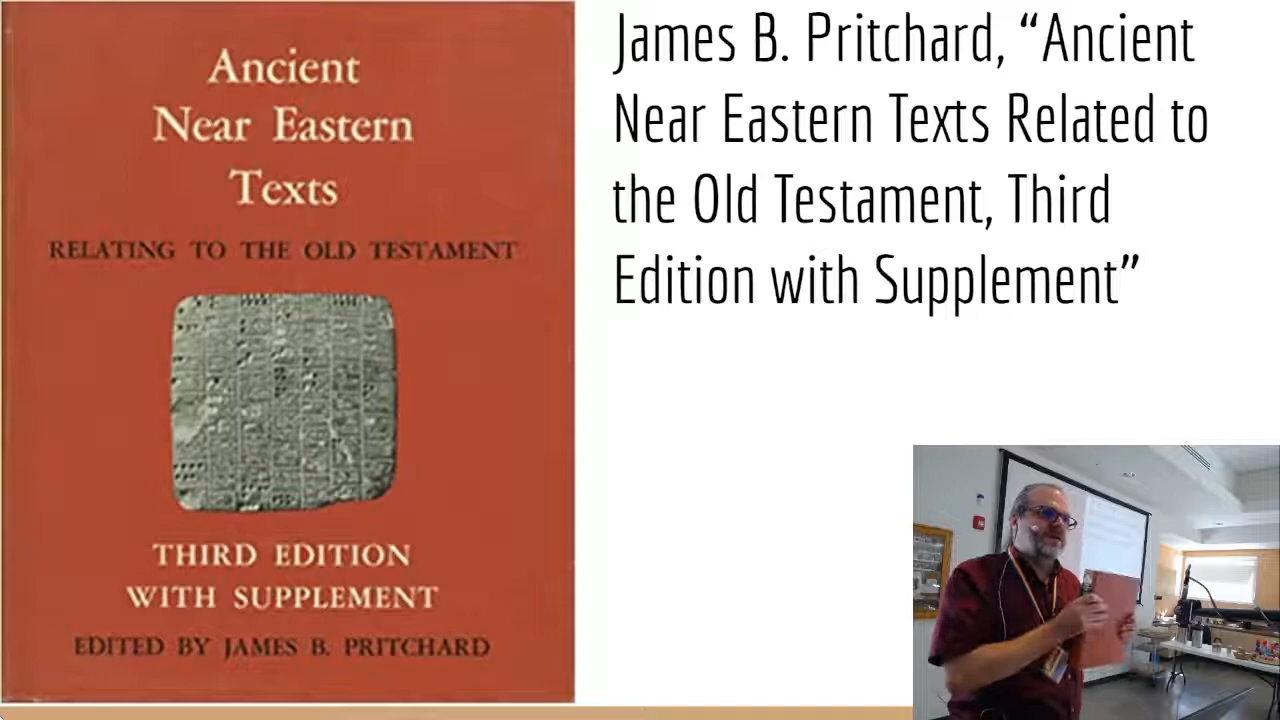 Ancient
Near Eastern
Texts
RELATING TO THE OLD TESTAMENT
THIRD EDITION
WITH SUPPLEMENT
EDITED BY JAMES B. PRITCHARD
James B. Pritchard, “Ancient
Near Eastern Texts Related to
the Old Testament, Third
Edition with Supplement”